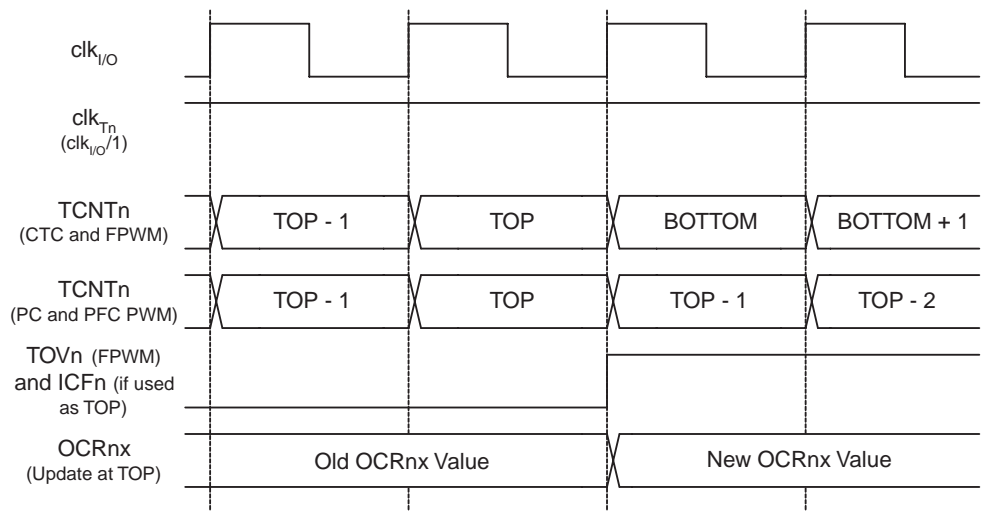 clkI/O
clkTn
(clkI/O/1)
TCNTn
(CTC and FPWM)
TOP - 1
TOP
BOTTOM
BOTTOM + 1
TCNTn
(PC and PFC PWM)
TOP - 1
TOP
TOP - 1
TOP - 2
TOVn (FPWM)
and ICFn (if used
as TOP)
OCRnx
(Update at TOP)
Old OCRnx Value
New OCRnx Value